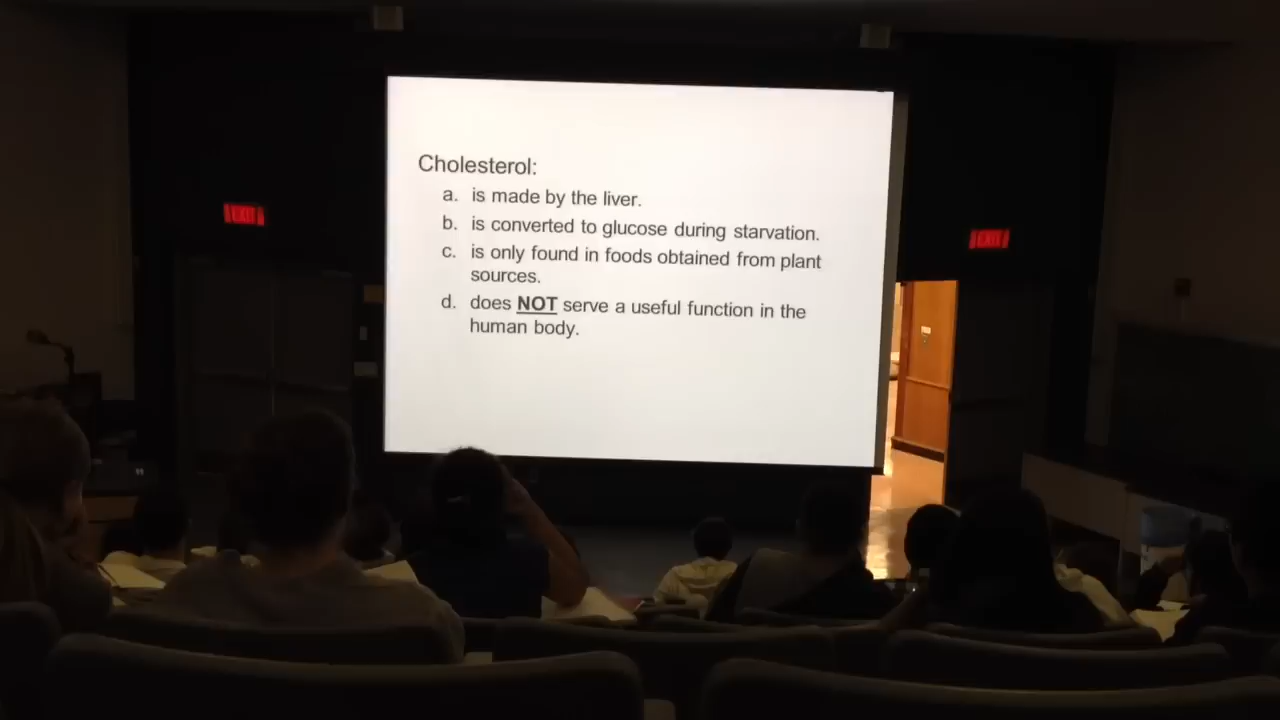 Cholesterol:
a. is made by the liver.
b. is converted to glucose during starvation.
c. is only found in foods obtained from plant
sources.
d. does NOT serve a useful function in the
human body.
EXIT
EXIT